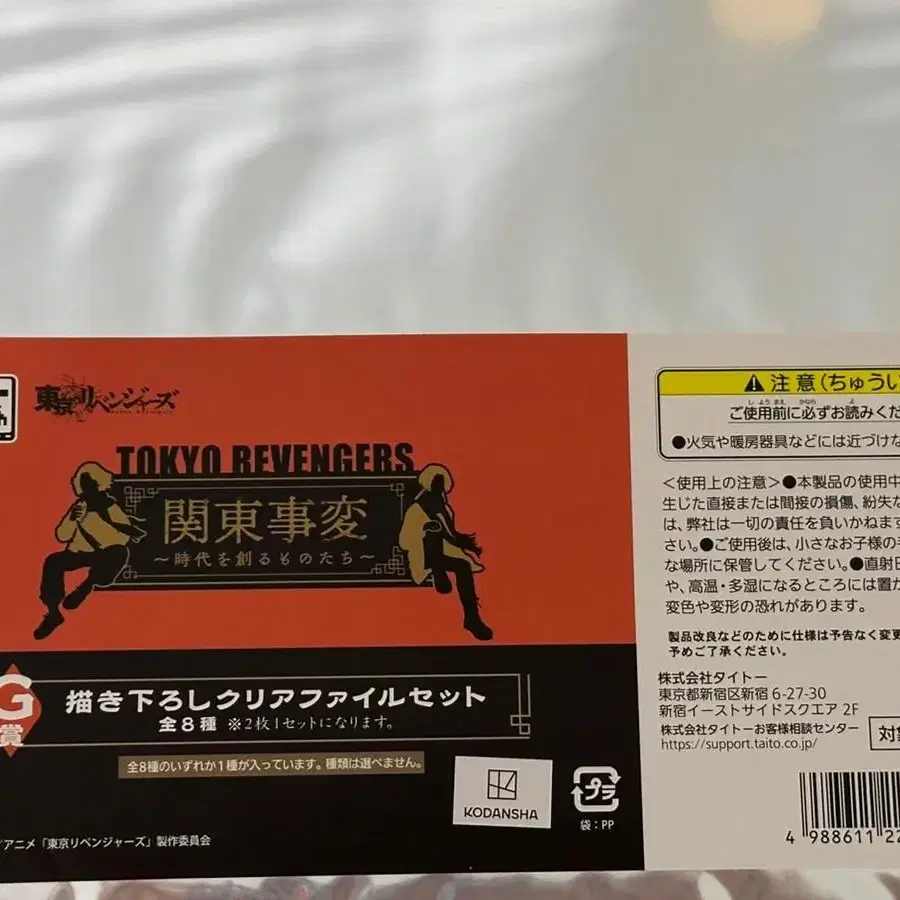 東京リベンジャーズ
TOKYO REVENGERS
関東事変
～時代を創るものたち～
G賞
描き下ろしクリアファイルセット
全8種 ※2枚1セットになります。
全8種のいずれか1種が入っています。種類は選べません。
KODANSHA
プラ
袋：PP
/アニメ「東京リベンジャーズ」製作委員会
注意(ちゅうい
ご使用前に必ずお読みくだ
●火気や暖房器具などには近づけな
＜使用上の注意＞●本製品の使用中
生じた直接または間接の損傷、紛失な
は、弊社は一切の責任を負いかねます
さい。●ご使用後は、小さなお子様の手
な場所に保管してください。●直射日
や、高温・多湿になるところには置か
変色や変形の恐れがあります。
製品改良などのために仕様は予告なく変更
予めご了承ください。
株式会社タイトー
東京都新宿区新宿 6-27-30
新宿イーストサイドスクエア 2F
株式会社タイトーお客様相談センター
https://support.taito.co.jp/
対象
4 988611 22